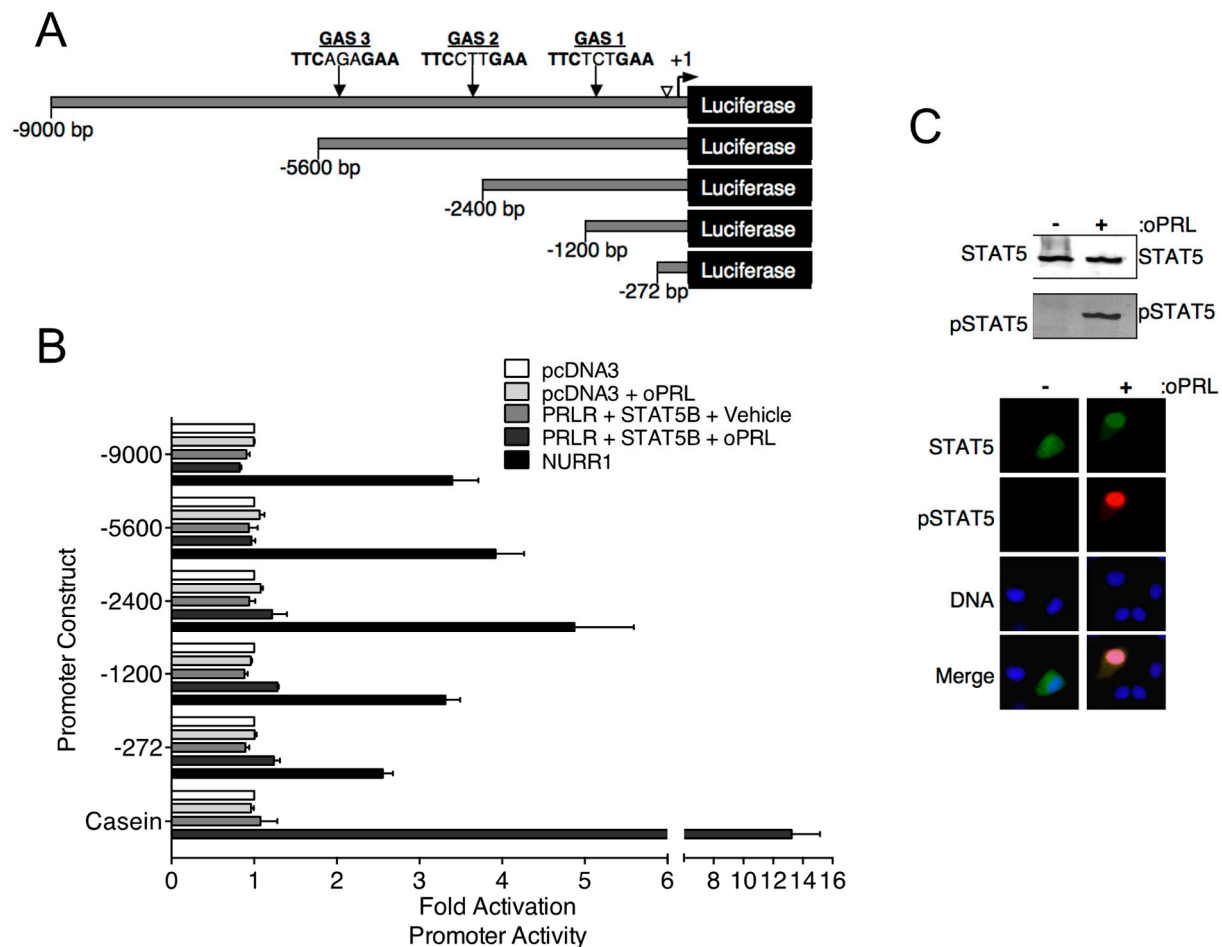 A
GAS 3 GAS 2 GAS 1
TTCAGAGAA TTCCTTGAA TTCTCTGAA +1
Luciferase
-9000 bp
Luciferase
-5600 bp
Luciferase
-2400 bp
Luciferase
-1200 bp
Luciferase
-272 bp
B
pcDNA3
pcDNA3 + oPRL
PRLR + STAT5B + Vehicle
PRLR + STAT5B + oPRL
NURR1
Promoter Construct
-9000
-5600
-2400
-1200
-272
Casein
0 1 2 3 4 5 6 8 10 12 14 16
Fold Activation
Promoter Activity
C
- + :oPRL
STAT5 STAT5
pSTAT5 pSTAT5
- + :oPRL
STAT5
pSTAT5
DNA
Merge